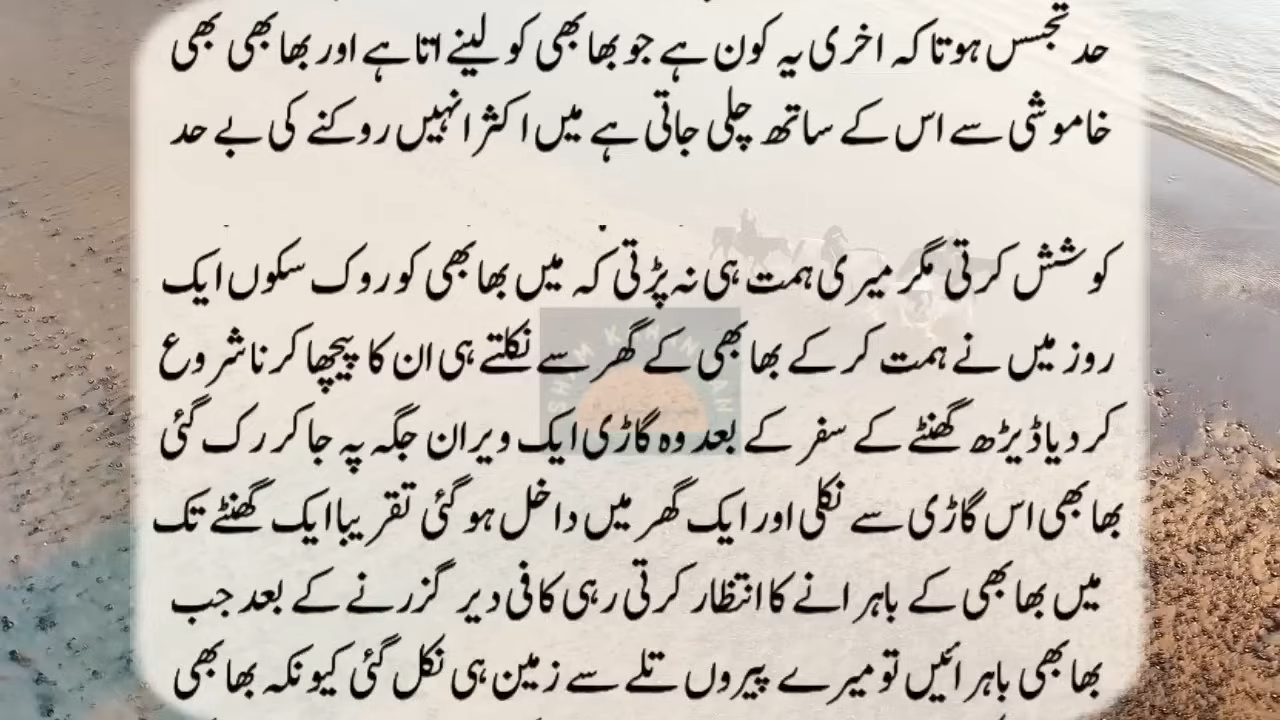 حد تجسس ہوتا کہ اخری یہ کون ہے جو بھابھی کو لینے اتا ہے اور بھابھی بھی
خاموشی سے اس کے ساتھ چلی جاتی ہے میں اکثر انہیں روکنے کی بے حد
کوشش کرتی مگر میری ہمت ہی نہ پڑتی کہ میں بھابھی کو روک سکوں ایک
روز میں نے ہمت کر کے بھابھی کے گھر سے نکلتے ہی ان کا پیچھا کرنا شروع
کر دیا ڈیڑھ گھنٹے کے سفر کے بعد وہ گاڑی ایک ویران جگہ پہ جا کر رک گئی
بھابھی اس گاڑی سے نکلی اور ایک گھر میں داخل ہو گئی تقریبا ایک گھنٹے تک
میں بھابھی کے باہر انے کا انتظار کرتی رہی کافی دیر گزرنے کے بعد جب
بھابھی باہر ائیں تو میرے پیروں تلے سے زمین ہی نکل گئی کیونکہ بھابھی